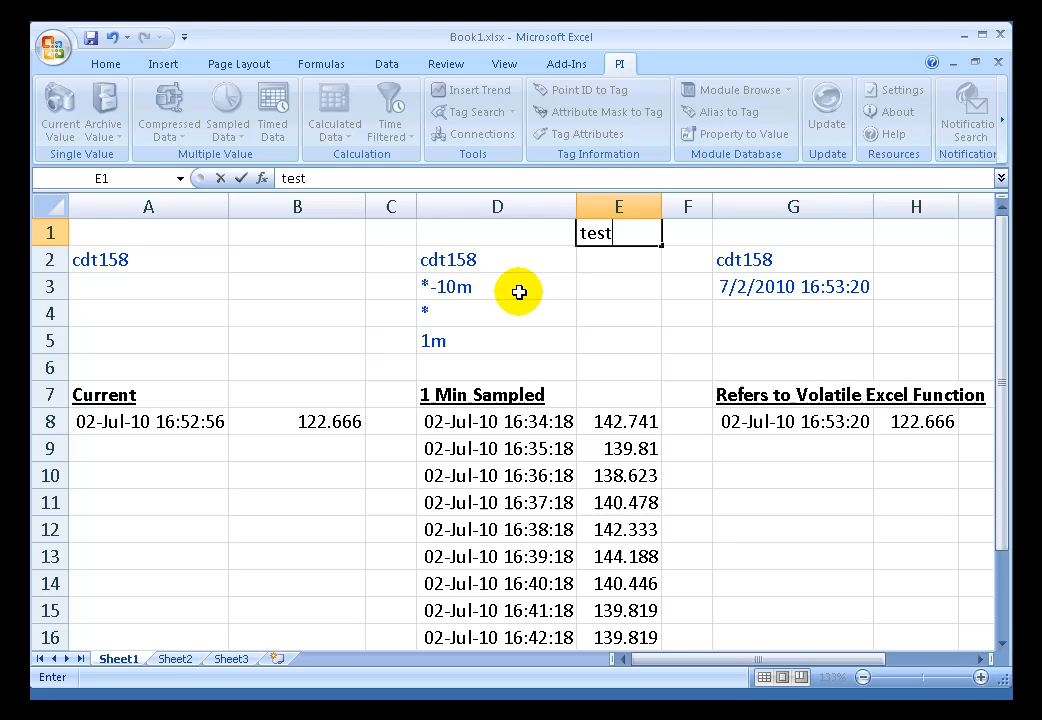 Book1.xlsx - Microsoft Excel
Home Insert Page Layout Formulas Data Review View Add-Ins PI
Current Value Archive Value Compressed Data Sampled Data Timed Data Calculated Data Time Filtered Insert Trend Tag Search Connections Point ID to Tag Attribute Mask to Tag Tag Attributes Module Browse Alias to Tag Property to Value Update Settings About Help Notificatio Search
Single Value Multiple Value Calculation Tools Tag Information Module Database Update Resources Notification
E1 fx test
A B C D E F G H
1 test
2 cdt158 cdt158 cdt158
3 *-10m 7/2/2010 16:53:20
4 *
5 1m
6
7 Current 1 Min Sampled Refers to Volatile Excel Function
8 02-Jul-10 16:52:56 122.666 02-Jul-10 16:34:18 142.741 02-Jul-10 16:53:20 122.666
9 02-Jul-10 16:35:18 139.81
10 02-Jul-10 16:36:18 138.623
11 02-Jul-10 16:37:18 140.478
12 02-Jul-10 16:38:18 142.333
13 02-Jul-10 16:39:18 144.188
14 02-Jul-10 16:40:18 140.446
15 02-Jul-10 16:41:18 139.819
16 02-Jul-10 16:42:18 139.819
Sheet1 Sheet2 Sheet3
Enter 133%